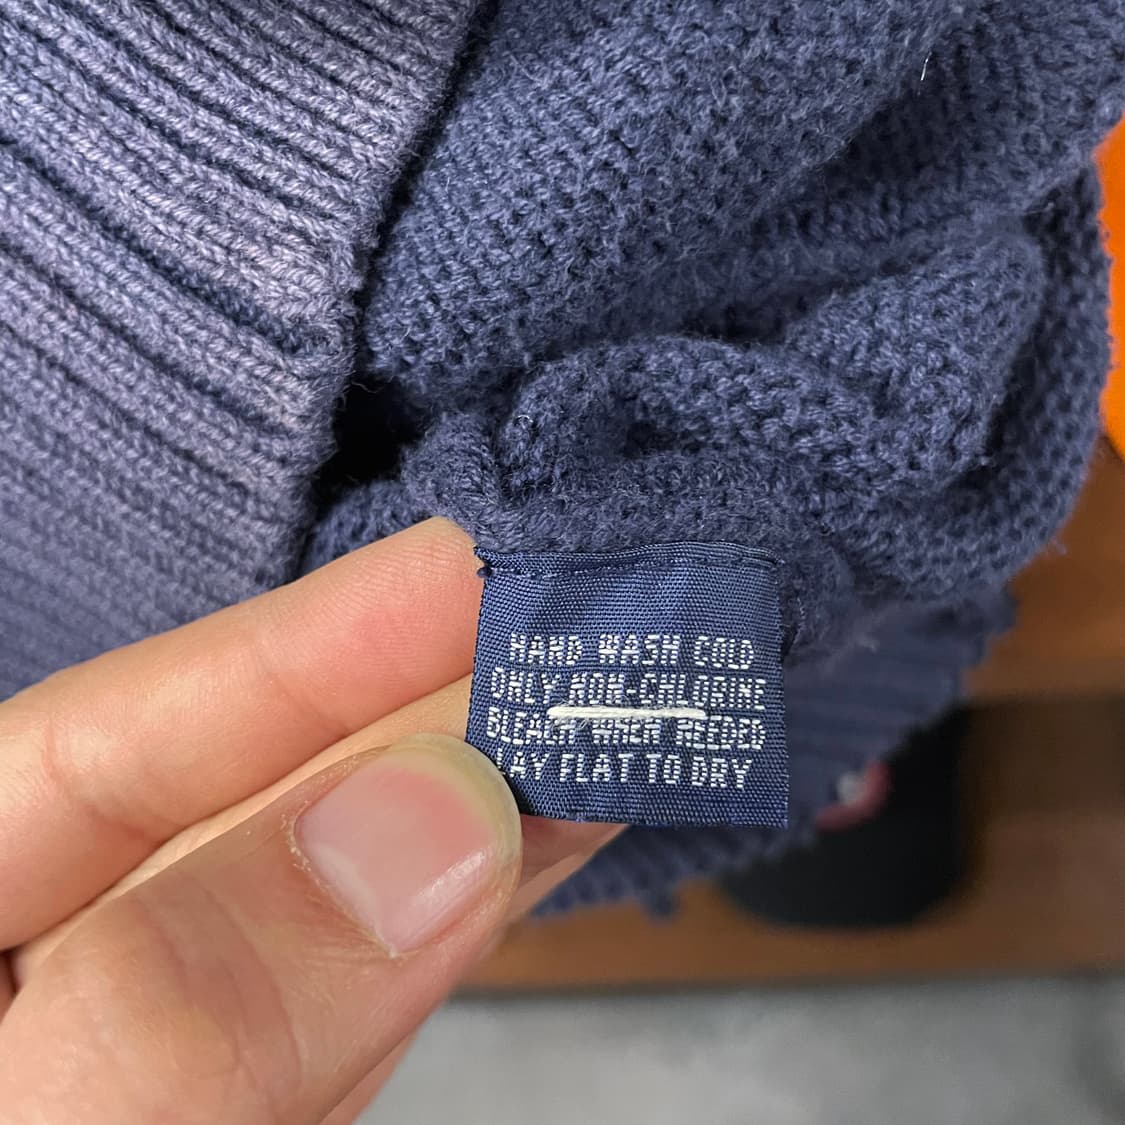 HAND WASH COLD
ONLY NON-CHLORINE
BLEACH WHEN NEEDED
LAY FLAT TO DRY